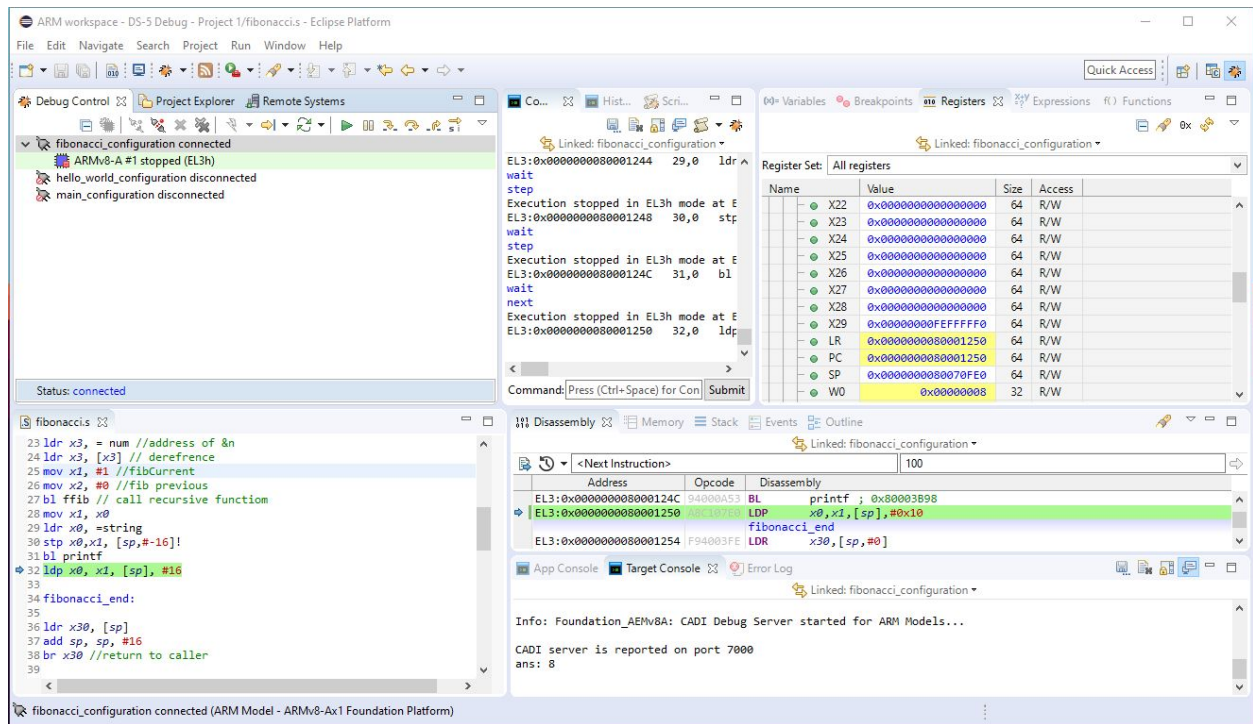 ARM workspace - DS-5 Debug - Project 1/fibonacci.s - Eclipse Platform
File Edit Navigate Search Project Run Window Help
Quick Access
Debug Control Project Explorer Remote Systems
fibonacci_configuration connected
ARMv8-A #1 stopped (EL3h)
hello_world_configuration disconnected
main_configuration disconnected
Status: connected
Co... Hist... Scri...
Linked: fibonacci_configuration
EL3:0x0000000080001244 29,0 ldr
wait
step
Execution stopped in EL3h mode at E
EL3:0x0000000080001248 30,0 stp
wait
step
Execution stopped in EL3h mode at E
EL3:0x000000008000124C 31,0 bl
wait
next
Execution stopped in EL3h mode at E
EL3:0x0000000080001250 32,0 ldp
Command: Press (Ctrl+Space) for Con Submit
(x)= Variables Breakpoints Registers Expressions f() Functions
Linked: fibonacci_configuration
Register Set: All registers
Name Value Size Access
X22 0x0000000000000000 64 R/W
X23 0x0000000000000000 64 R/W
X24 0x0000000000000000 64 R/W
X25 0x0000000000000000 64 R/W
X26 0x0000000000000000 64 R/W
X27 0x0000000000000000 64 R/W
X28 0x0000000000000000 64 R/W
X29 0x00000000FEFFFFF0 64 R/W
LR 0x0000000080001250 64 R/W
PC 0x0000000080001250 64 R/W
SP 0x0000000080070FE0 64 R/W
W0 0x00000008 32 R/W
fibonacci.s
23 ldr x3, = num //address of &n
24 ldr x3, [x3] // derefrence
25 mov x1, #1 //fibCurrent
26 mov x2, #0 //fib previous
27 bl ffib // call recursive functiom
28 mov x1, x0
29 ldr x0, =string
30 stp x0,x1, [sp,#-16]!
31 bl printf
32 ldp x0, x1, [sp], #16
33
34 fibonacci_end:
35
36 ldr x30, [sp]
37 add sp, sp, #16
38 br x30 //return to caller
39
Disassembly Memory Stack Events Outline
Linked: fibonacci_configuration
<Next Instruction> 100
Address Opcode Disassembly
EL3:0x000000008000124C 94000A53 BL printf ; 0x80003B98
EL3:0x0000000080001250 A8C107E0 LDP x0,x1,[sp],#0x10
fibonacci_end
EL3:0x0000000080001254 F94003FE LDR x30,[sp,#0]
App Console Target Console Error Log
Linked: fibonacci_configuration
Info: Foundation_AEMv8A: CADI Debug Server started for ARM Models...
CADI server is reported on port 7000
ans: 8
fibonacci_configuration connected (ARM Model - ARMv8-Ax1 Foundation Platform)